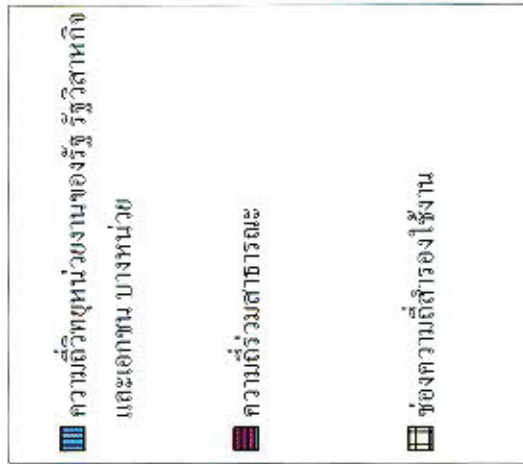 ความถี่วิทยุหน่วยงานของรัฐ รัฐวิสาหกิจ
และเอกชน บางหน่วย
ความถี่ร่วมสาธารณะ
ช่องความถี่สำรองใช้งาน